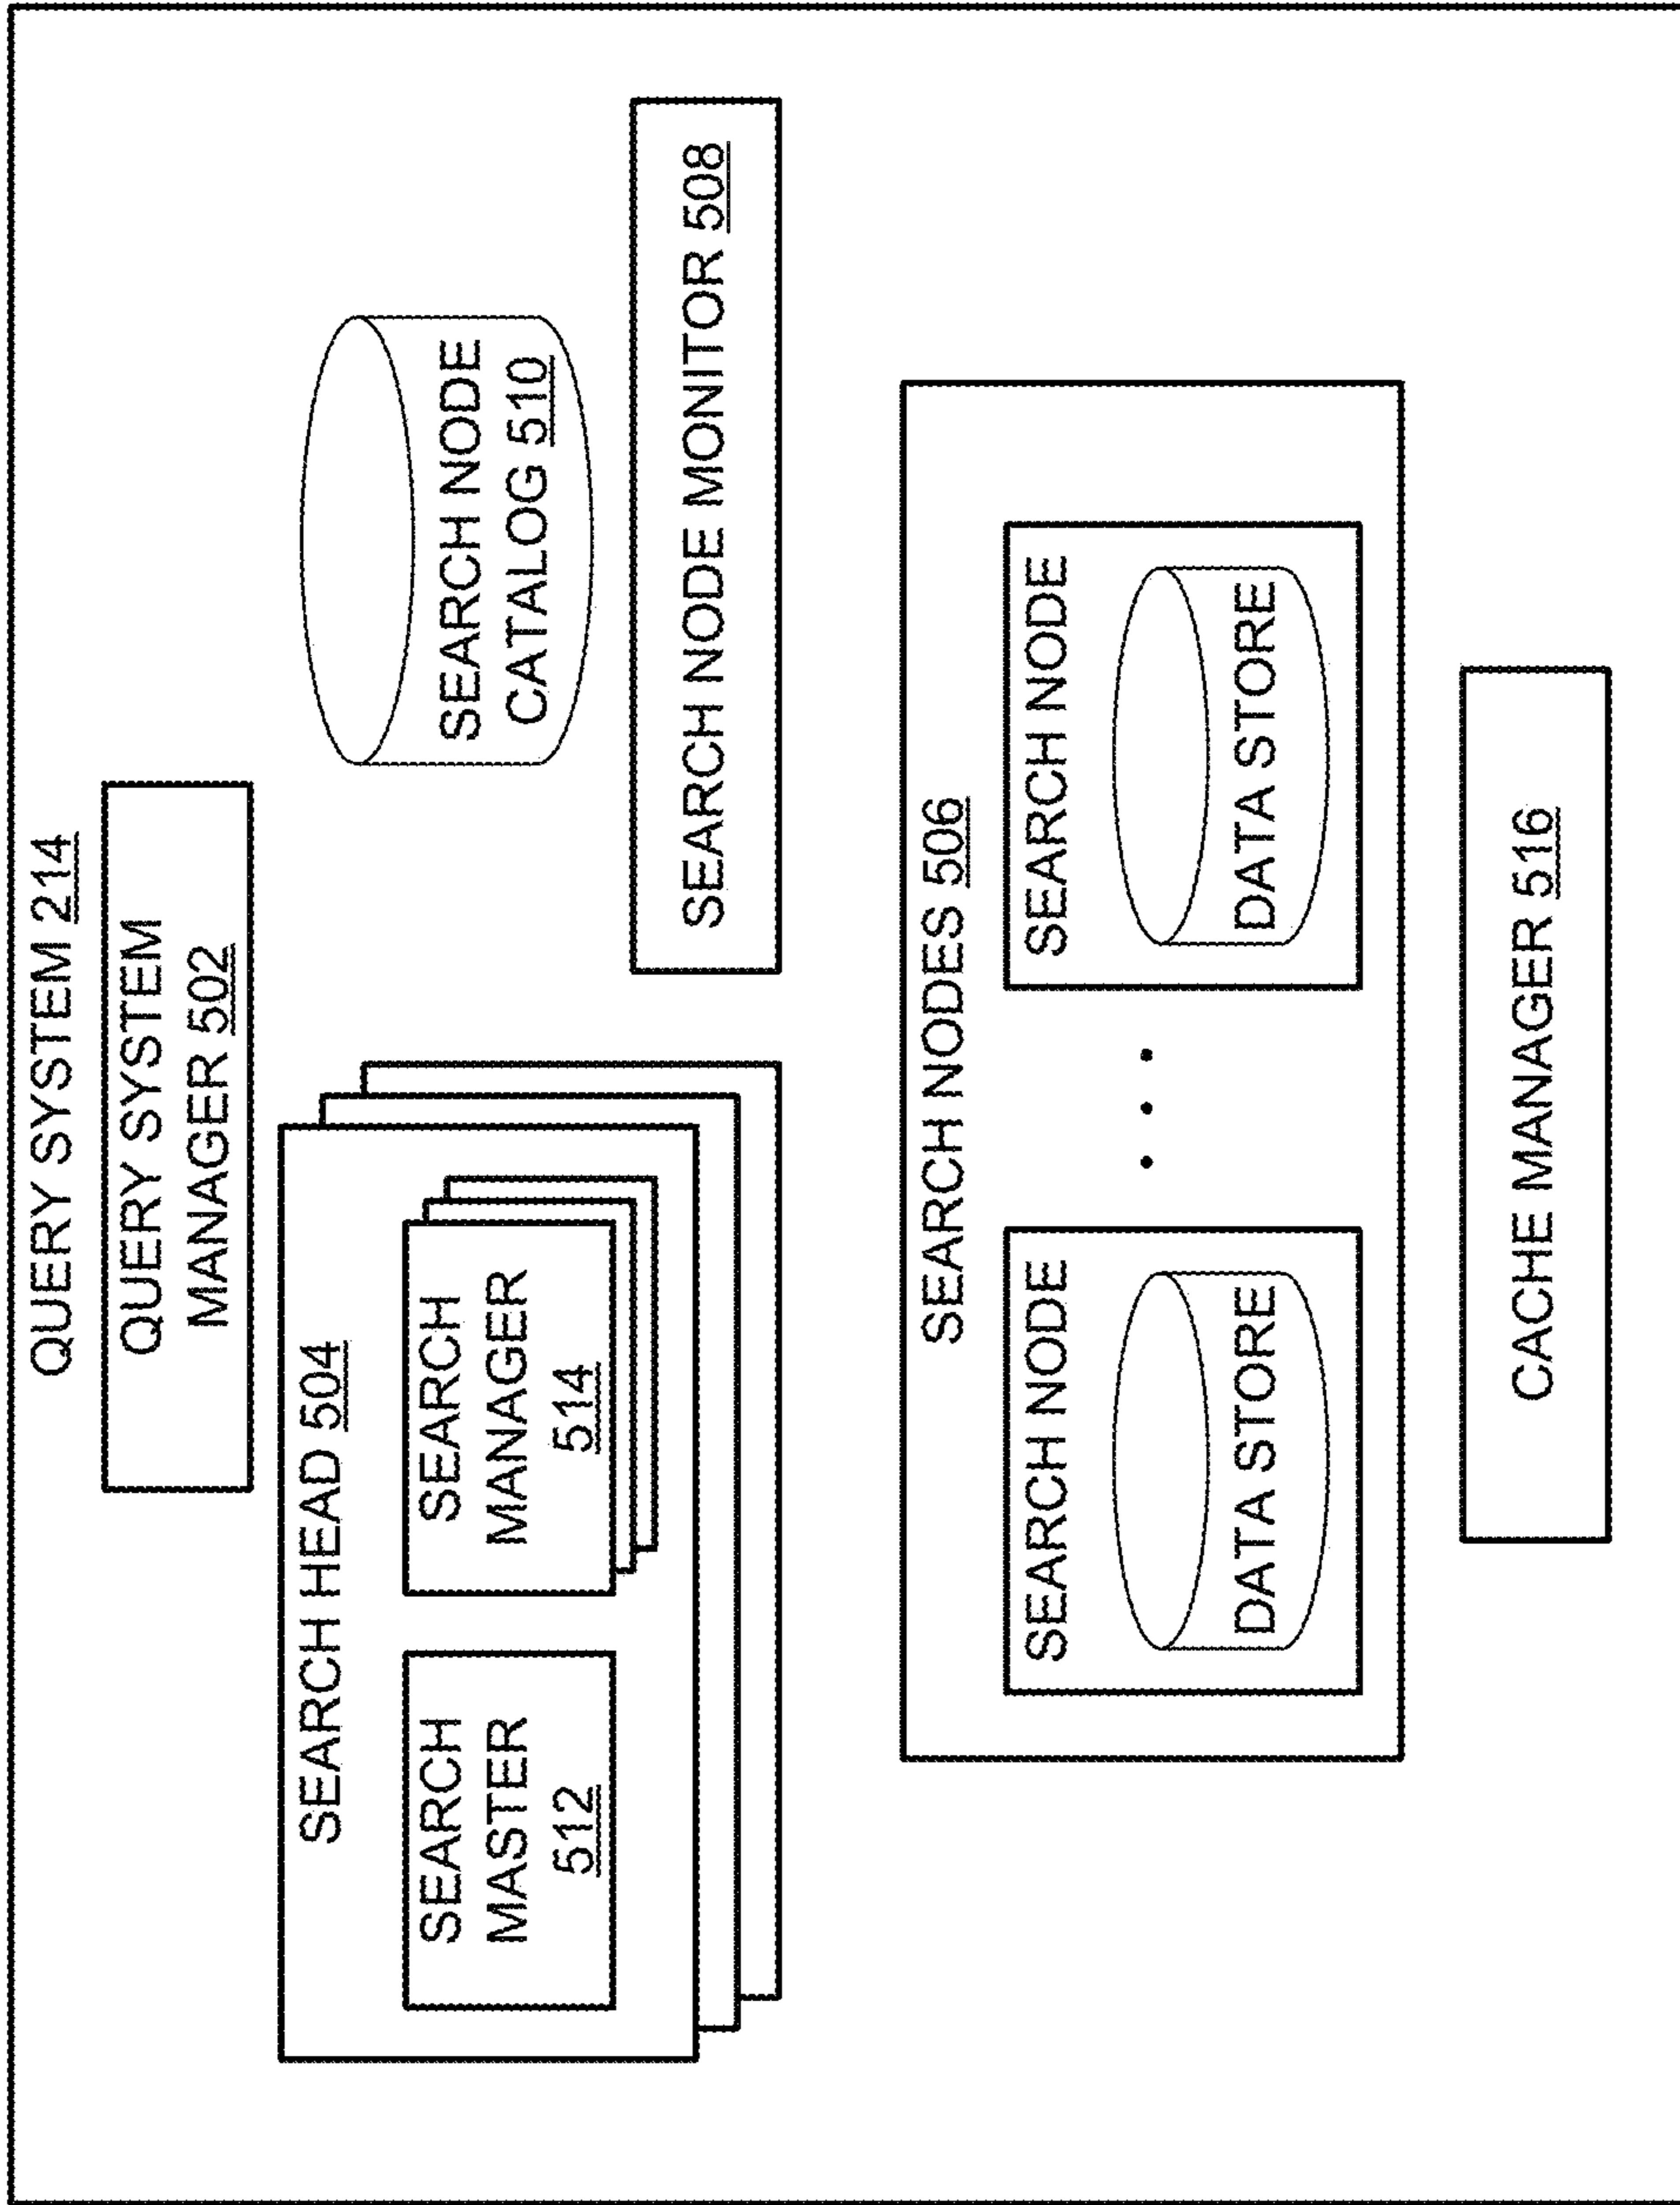 QUERY SYSTEM 214
QUERY SYSTEM
MANAGER 502
SEARCH HEAD 504
SEARCH
MASTER
512
SEARCH
MANAGER
514
SEARCH NODE
CATALOG 510
SEARCH NODE MONITOR 508
SEARCH NODES 506
SEARCH NODE
DATA STORE
SEARCH NODE
DATA STORE
CACHE MANAGER 516